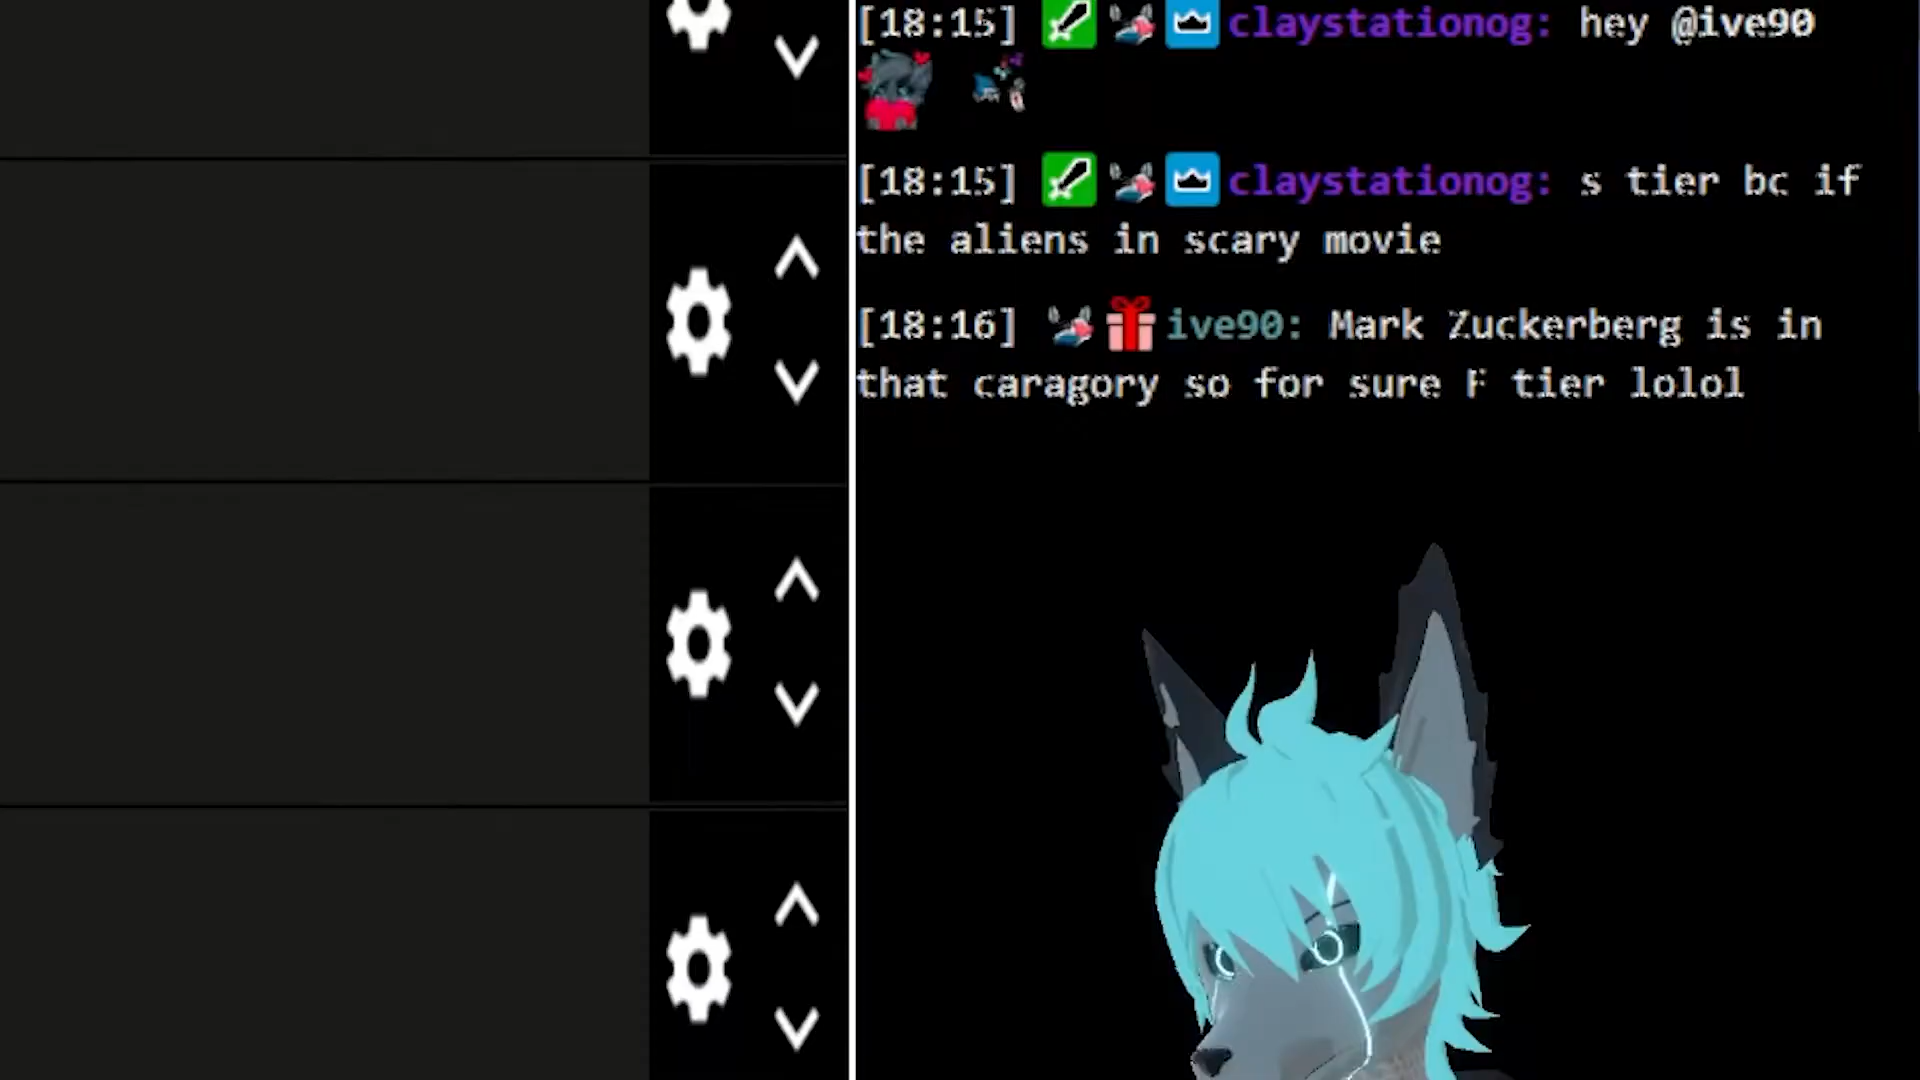 [18:15] claystationog: hey @ive90
[18:15] claystationog: s tier bc if
the aliens in scary movie
[18:16] ive90: Mark Zuckerberg is in
that caragory so for sure F tier lolol